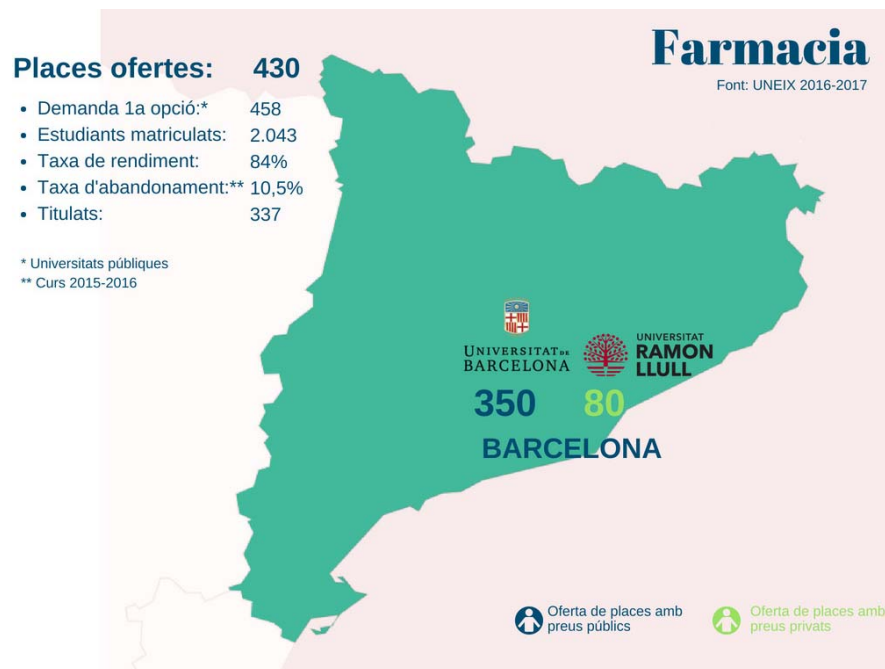 Farmacia
Font: UNEIX 2016-2017
Places ofertes: 430
• Demanda 1a opció:* 458
• Estudiants matriculats: 2.043
• Taxa de rendiment: 84%
• Taxa d'abandonament:** 10,5%
• Titulats: 337
* Universitats públiques
** Curs 2015-2016
UNIVERSITAT DE
BARCELONA
UNIVERSITAT
RAMON
LLULL
350 80
BARCELONA
Oferta de places amb
preus públics
Oferta de places amb
preus privats